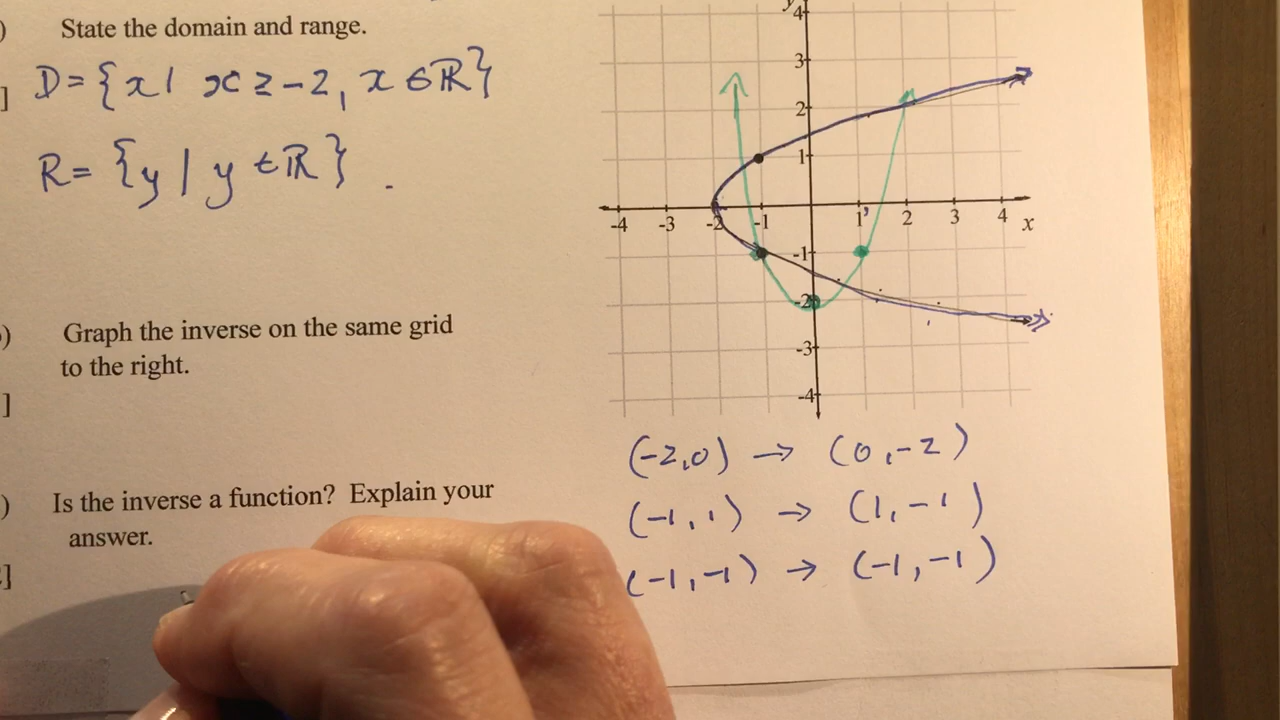 ) State the domain and range.
] D = { x | x ≥ -2, x ∈ ℝ }
R = { y | y ∈ ℝ } .
) Graph the inverse on the same grid
to the right.
]
) Is the inverse a function? Explain your
answer.
]
y
4
3
2
1
-4 -3 -2 -1 1 2 3 4 x
-1
-2
-3
-4
(-2,0) → (0,-2)
(-1,1) → (1,-1)
(-1,-1) → (-1,-1)